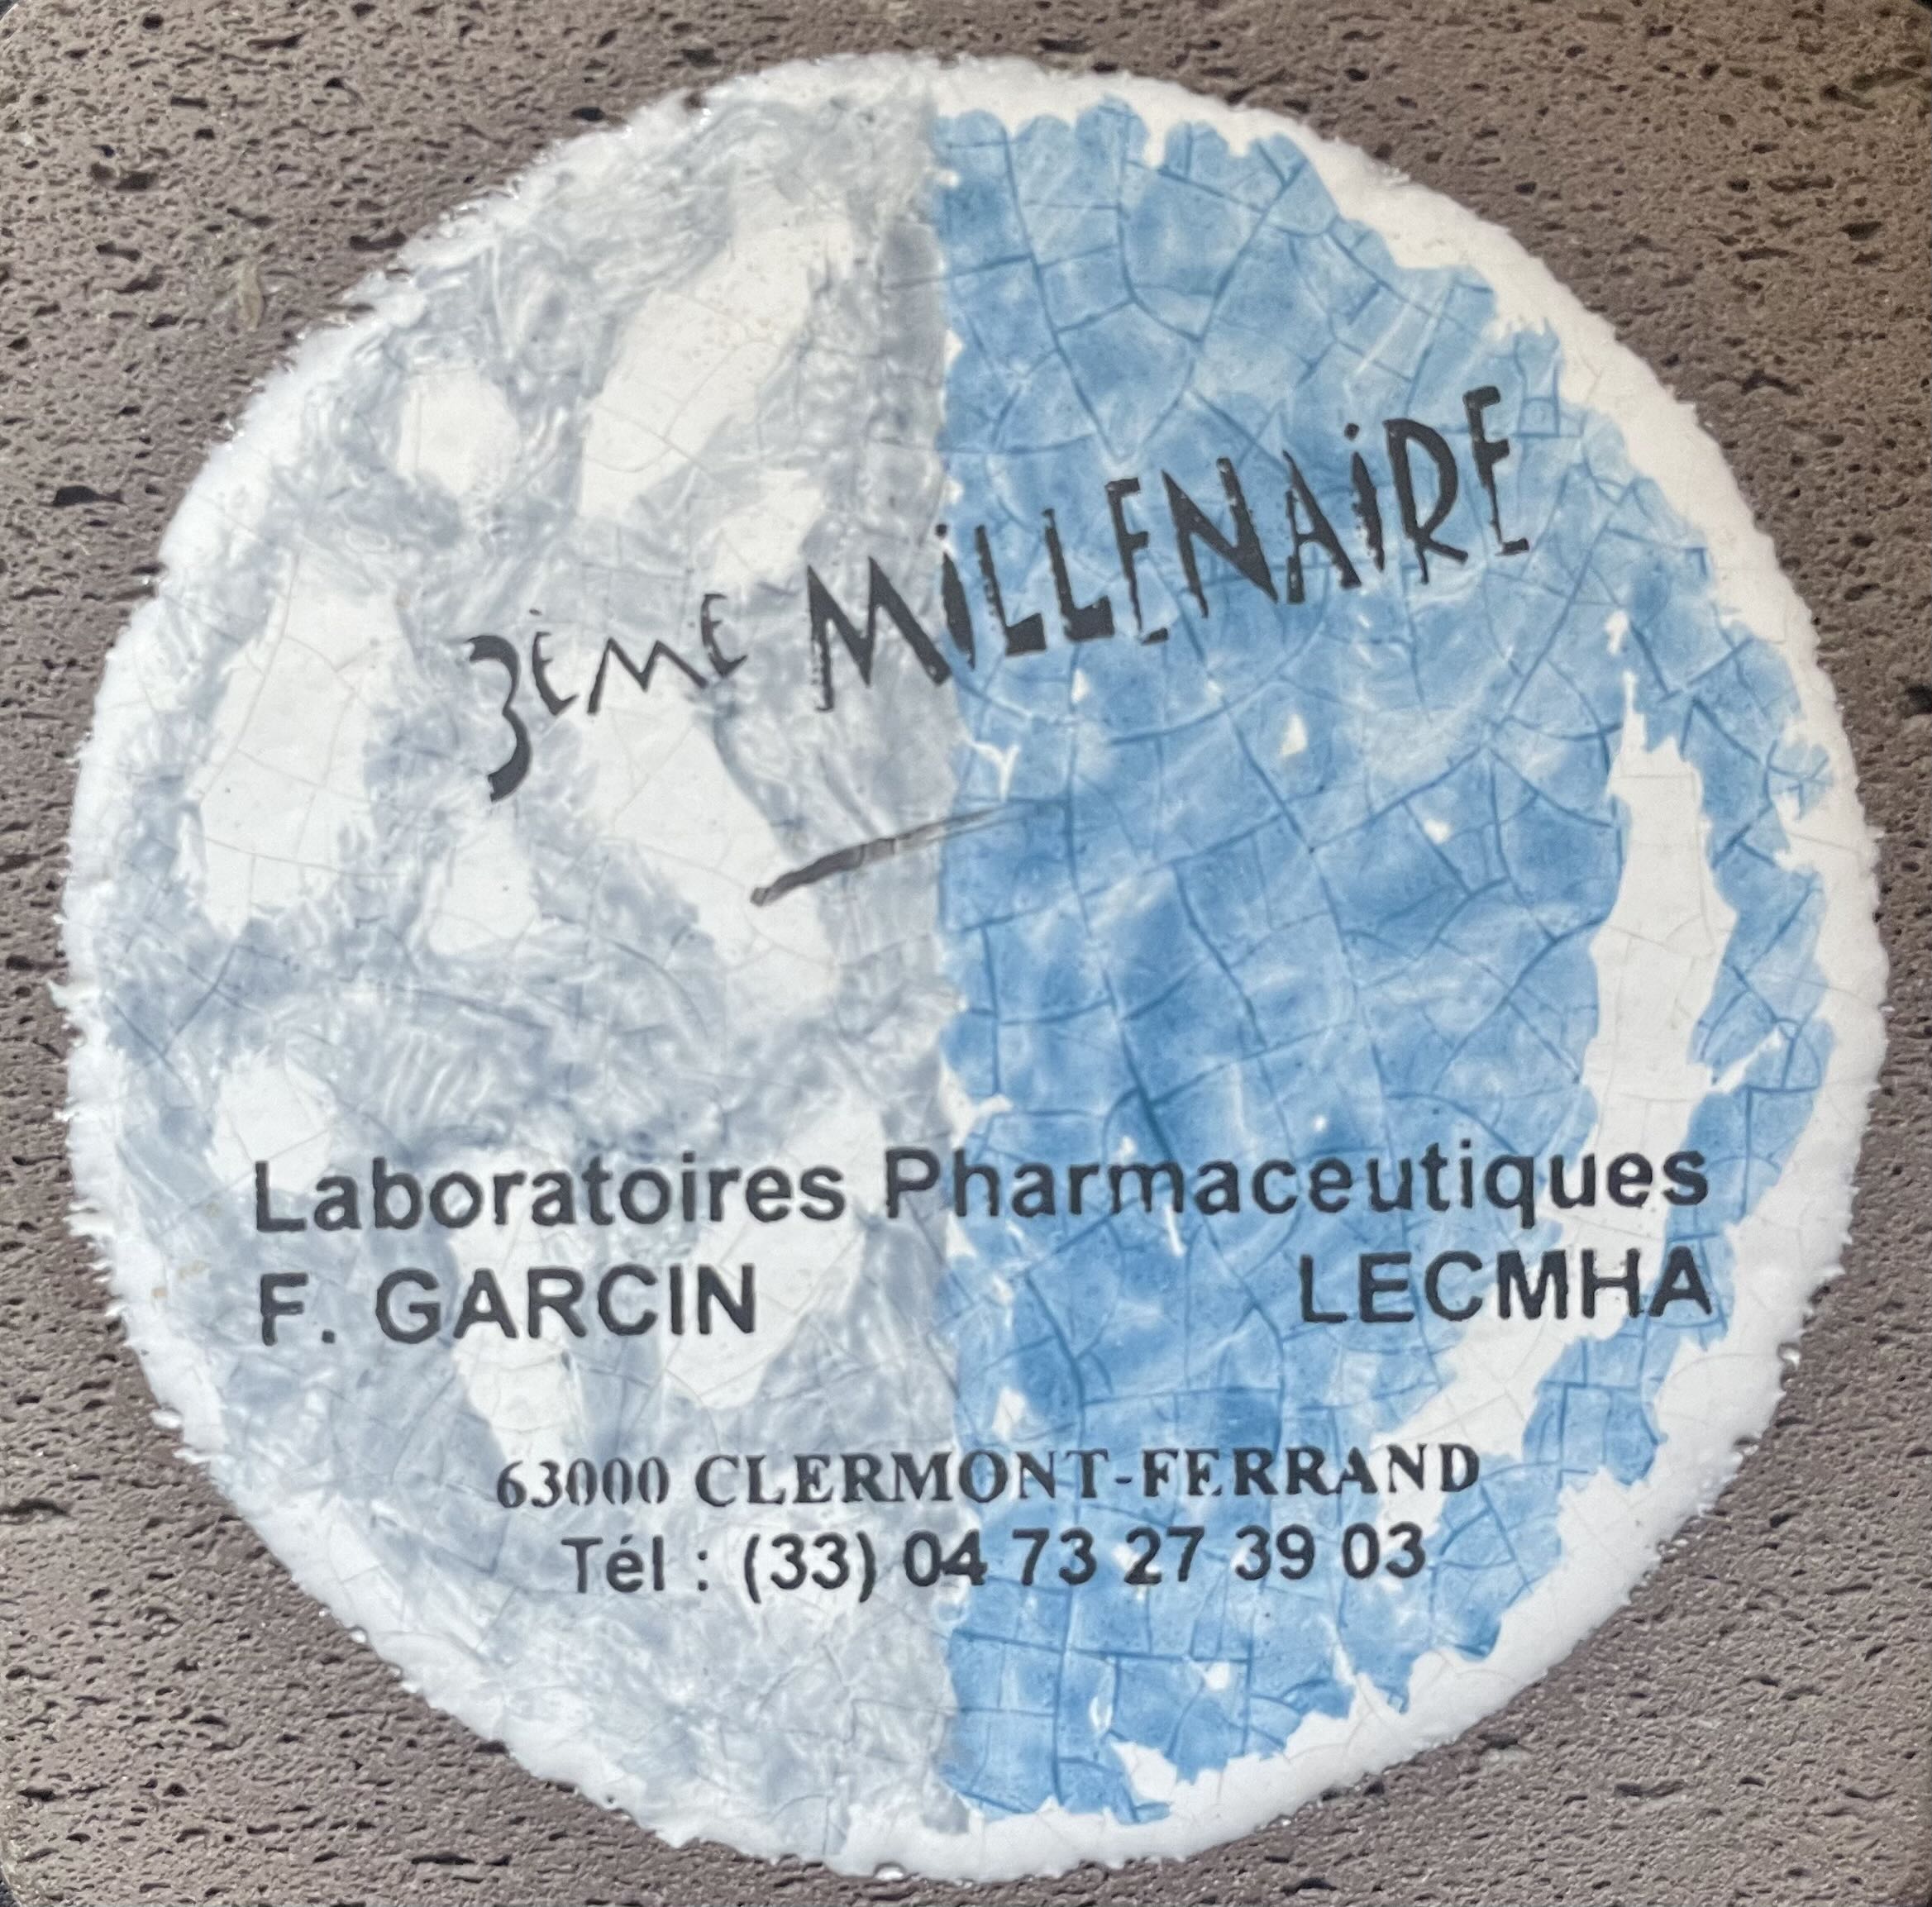 3ÈME MiLLENAiRE
Laboratoires Pharmaceutiques
F. GARCIN LECMHA
63000 CLERMONT-FERRAND
Tél : (33) 04 73 27 39 03